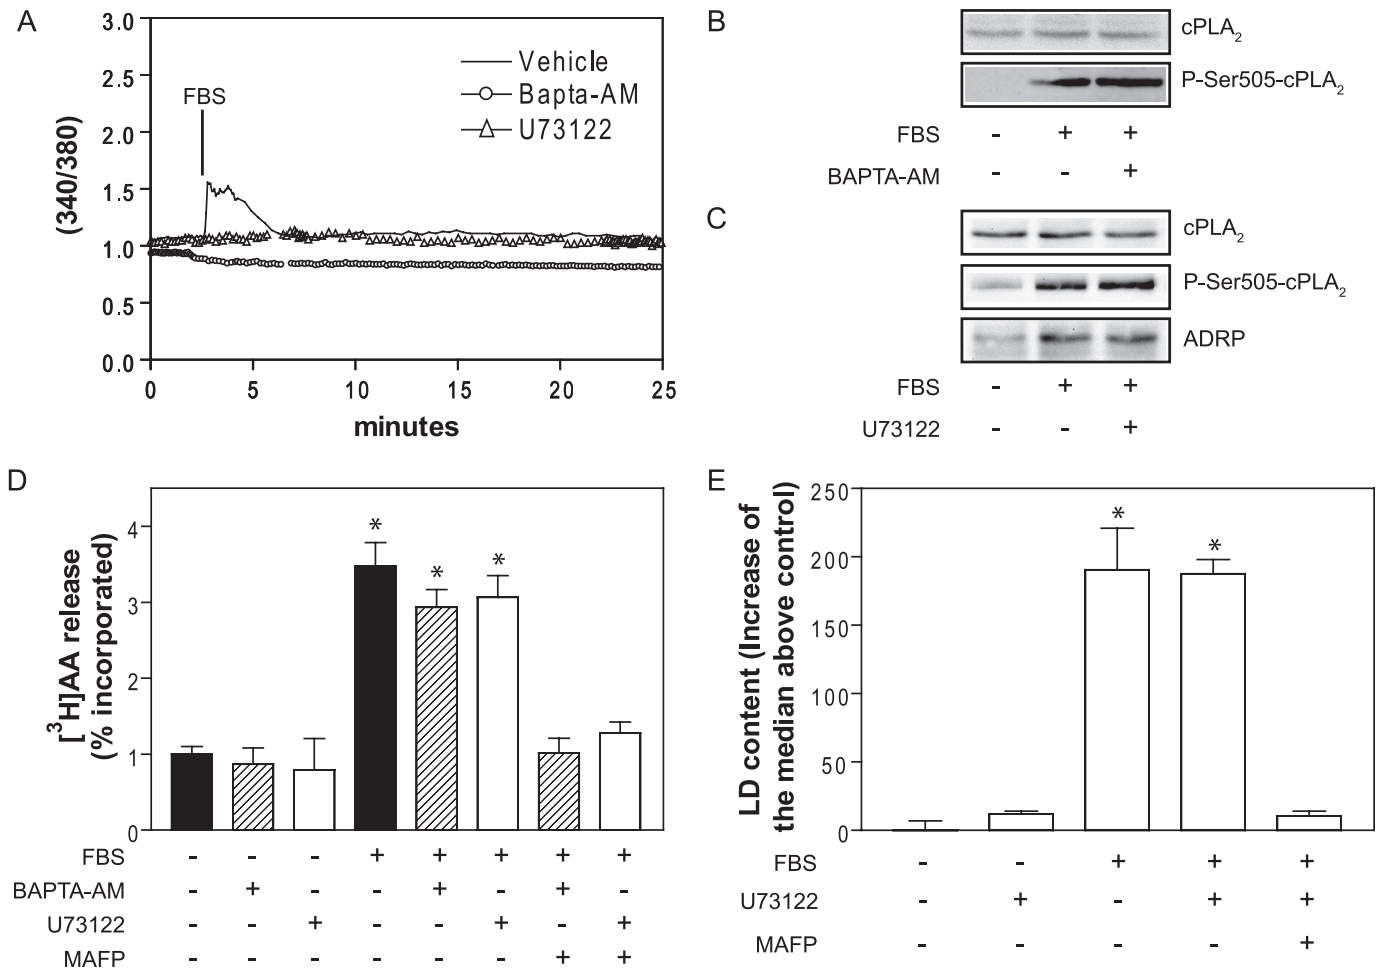 A
3.0
2.5
2.0
1.5
1.0
0.5
0.0
(340/380)
FBS
Vehicle
Bapta-AM
U73122
0 5 10 15 20 25
minutes
B
cPLA2
P-Ser505-cPLA2
FBS - + +
BAPTA-AM - - +
C
cPLA2
P-Ser505-cPLA2
ADRP
FBS - + +
U73122 - - +
D
[3H]AA release
(% incorporated)
4
3
2
1
0
* * *
FBS - - - + + + + +
BAPTA-AM - + - - + - + -
U73122 - - + - - + - +
MAFP - - - - - - + +
E
LD content (Increase of
the median above control)
250
200
150
100
50
0
* *
FBS - - + + +
U73122 - + - + +
MAFP - - - - +